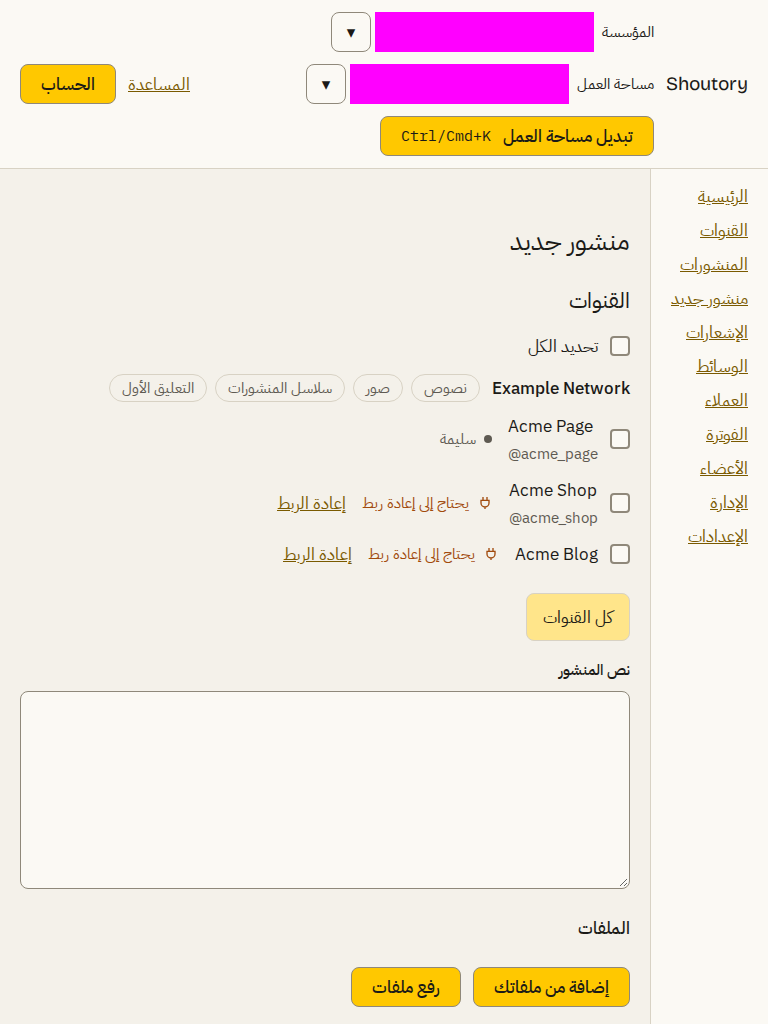 المؤسسة
▼
Shoutory
مساحة العمل
▼
المساعدة
الحساب
تبديل مساحة العمل Ctrl/Cmd+K
الرئيسية
القنوات
المنشورات
منشور جديد
الإشعارات
الوسائط
العملاء
الفوترة
الأعضاء
الإدارة
الإعدادات
منشور جديد
القنوات
تحديد الكل
Example Network نصوص صور سلاسل المنشورات التعليق الأول
Acme Page
@acme_page
سليمة
Acme Shop
@acme_shop
يحتاج إلى إعادة ربط إعادة الربط
Acme Blog يحتاج إلى إعادة ربط إعادة الربط
كل القنوات
نص المنشور
الملفات
إضافة من ملفاتك رفع ملفات